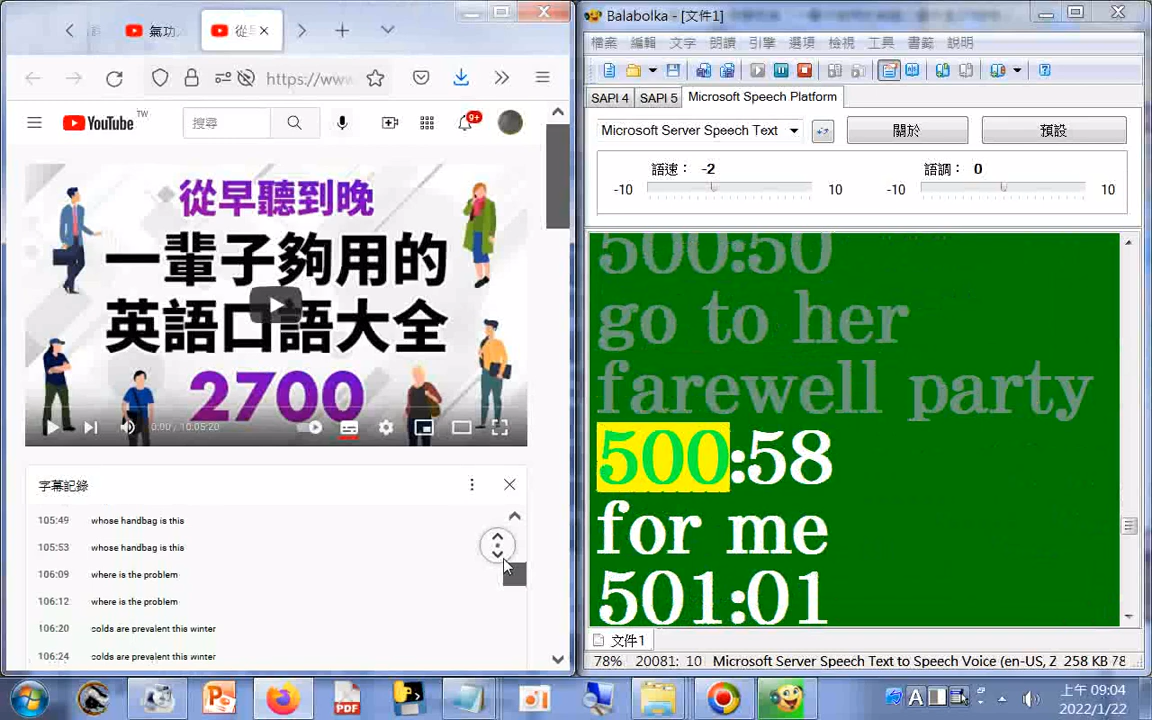 氣功
從
https://www
YouTube TW
搜尋
9+
從早聽到晚
一輩子夠用的
英語口語大全
2700
0:00 / 10:05:20
字幕記錄
105:49 whose handbag is this
105:53 whose handbag is this
106:09 where is the problem
106:12 where is the problem
106:20 colds are prevalent this winter
106:24 colds are prevalent this winter
Balabolka - [文件1]
檔案 編輯 文字 朗讀 引擎 選項 檢視 工具 書籤 說明
SAPI 4 SAPI 5 Microsoft Speech Platform
Microsoft Server Speech Text 關於 預設
語速: -2 語調: 0
-10 10 -10 10
500:50
go to her
farewell party
500:58
for me
501:01
文件1
78% 20081: 10 Microsoft Server Speech Text to Speech Voice (en-US, Z 258 KB 78
PDF
A
上午 09:04
2022/1/22